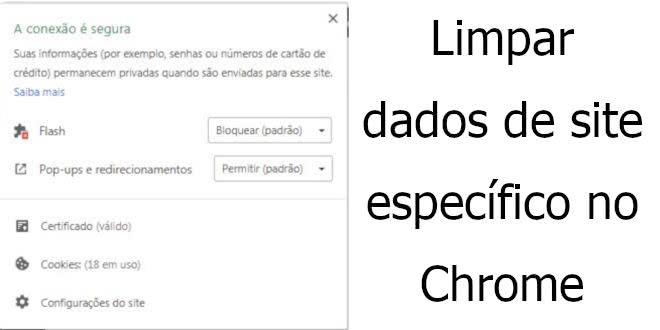 A conexão é segura
Suas informações (por exemplo, senhas ou números de cartão de
crédito) permanecem privadas quando são enviadas para esse site.
Saiba mais
Flash
Bloquear (padrão)
Pop-ups e redirecionamentos
Permitir (padrão)
Certificado (válido)
Cookies: (18 em uso)
Configurações do site
Limpar
dados de site
específico no
Chrome